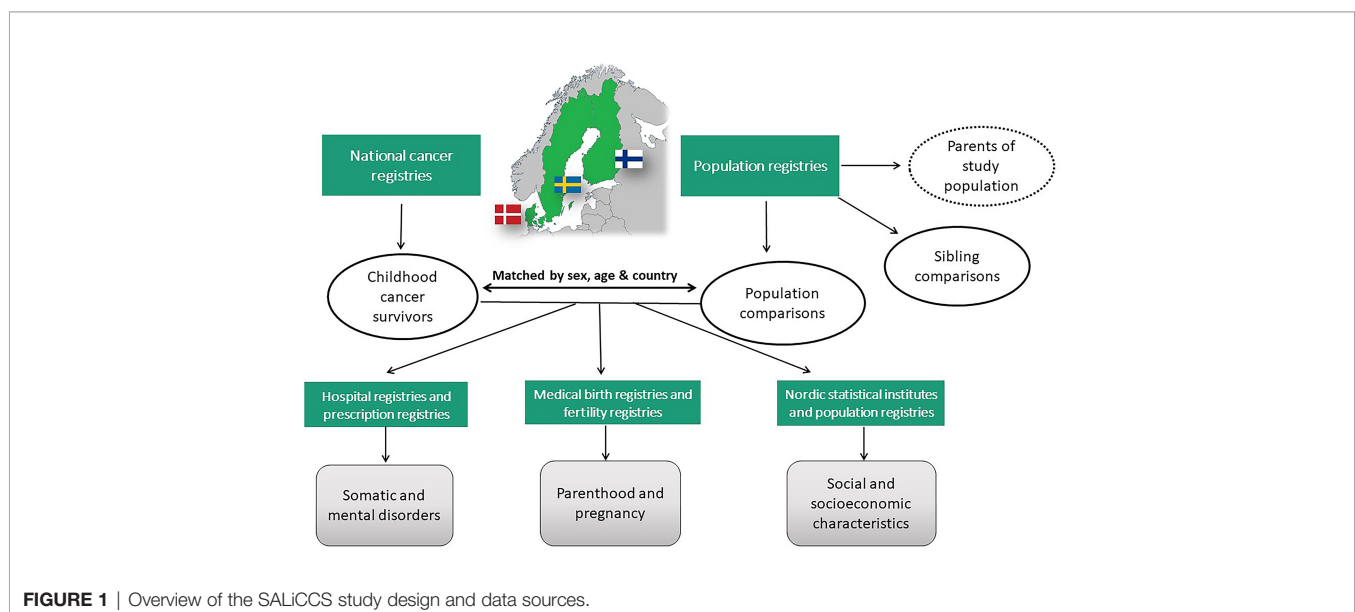 National cancer
registries
Population registries
Parents of
study
population
Childhood
cancer
survivors
Matched by sex, age & country
Population
comparisons
Sibling
comparisons
Hospital registries and
prescription registries
Medical birth registries and
fertility registries
Nordic statistical institutes
and population registries
Somatic and
mental disorders
Parenthood and
pregnancy
Social and
socioeconomic
characteristics
FIGURE 1 | Overview of the SALiCCS study design and data sources.